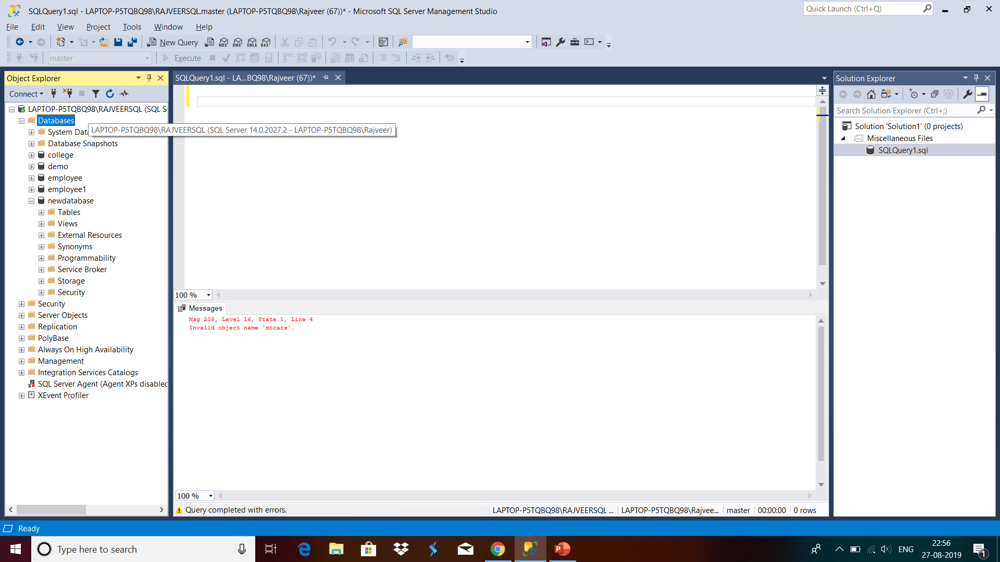 SQLQuery1.sql - LAPTOP-P5TQBQ98\RAJVEERSQL.master (LAPTOP-P5TQBQ98\Rajveer (67))* - Microsoft SQL Server Management Studio
Quick Launch (Ctrl+Q)
File Edit View Project Tools Window Help
New Query MDX DMX XMLA DAX
master Execute
Object Explorer
Connect
LAPTOP-P5TQBQ98\RAJVEERSQL (SQL S
Databases
System Dat
LAPTOP-P5TQBQ98\RAJVEERSQL (SQL Server 14.0.2027.2 - LAPTOP-P5TQBQ98\Rajveer)
Database Snapshots
college
demo
employee
employee1
newdatabase
Tables
Views
External Resources
Synonyms
Programmability
Service Broker
Storage
Security
Security
Server Objects
Replication
PolyBase
Always On High Availability
Management
Integration Services Catalogs
SQL Server Agent (Agent XPs disabled
XEvent Profiler
SQLQuery1.sql - LA...BQ98\Rajveer (67))*
100 %
Messages
Msg 208, Level 16, State 1, Line 4
Invalid object name 'mtcars'.
100 %
Query completed with errors.
LAPTOP-P5TQBQ98\RAJVEERSQL ... LAPTOP-P5TQBQ98\Rajvee... master 00:00:00 0 rows
Solution Explorer
Search Solution Explorer (Ctrl+;)
Solution 'Solution1' (0 projects)
Miscellaneous Files
SQLQuery1.sql
Ready
Type here to search
ENG
22:56
27-08-2019
1